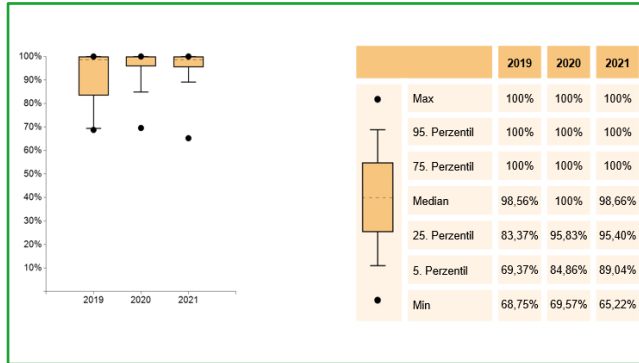 100%
90%
80%
70%
60%
50%
40%
30%
20%
10%
2019 2020 2021
2019 2020 2021
Max 100% 100% 100%
95. Perzentil 100% 100% 100%
75. Perzentil 100% 100% 100%
Median 98,56% 100% 98,66%
25. Perzentil 83,37% 95,83% 95,40%
5. Perzentil 69,37% 84,86% 89,04%
Min 68,75% 69,57% 65,22%